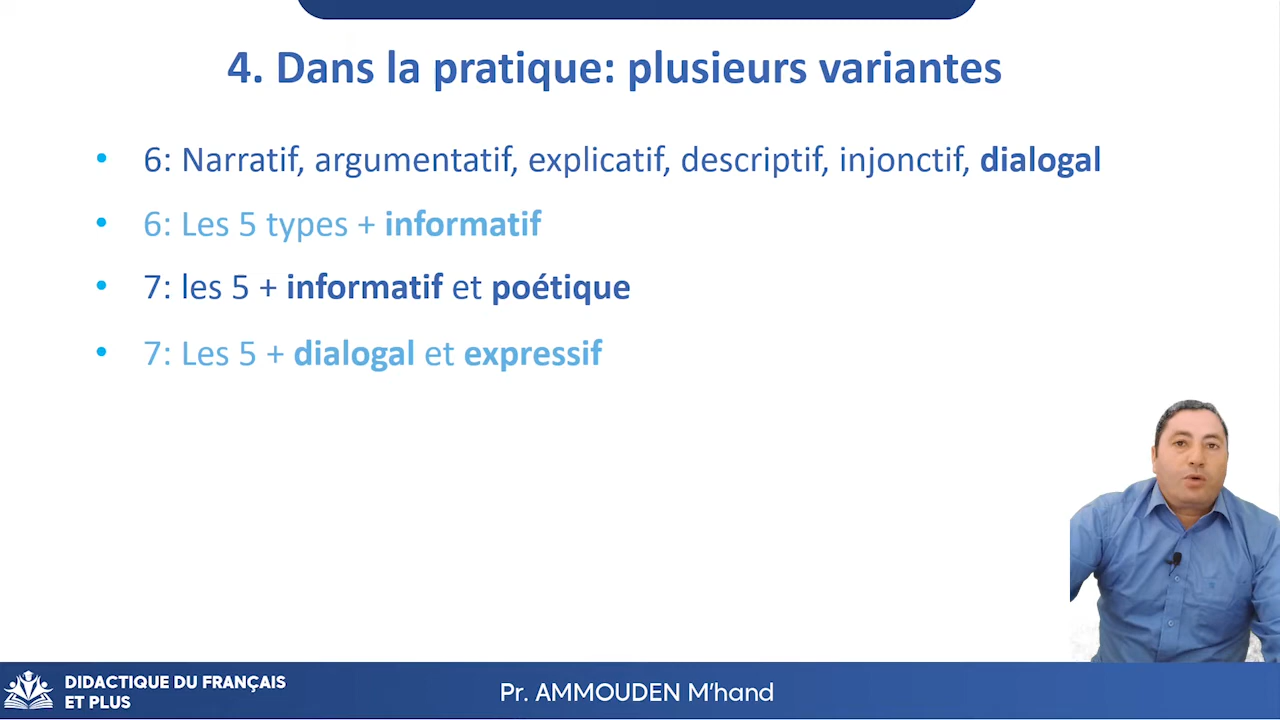 4. Dans la pratique: plusieurs variantes
• 6: Narratif, argumentatif, explicatif, descriptif, injonctif, dialogal
• 6: Les 5 types + informatif
• 7: les 5 + informatif et poétique
• 7: Les 5 + dialogal et expressif
DIDACTIQUE DU FRANÇAIS
ET PLUS
Pr. AMMOUDEN M’hand